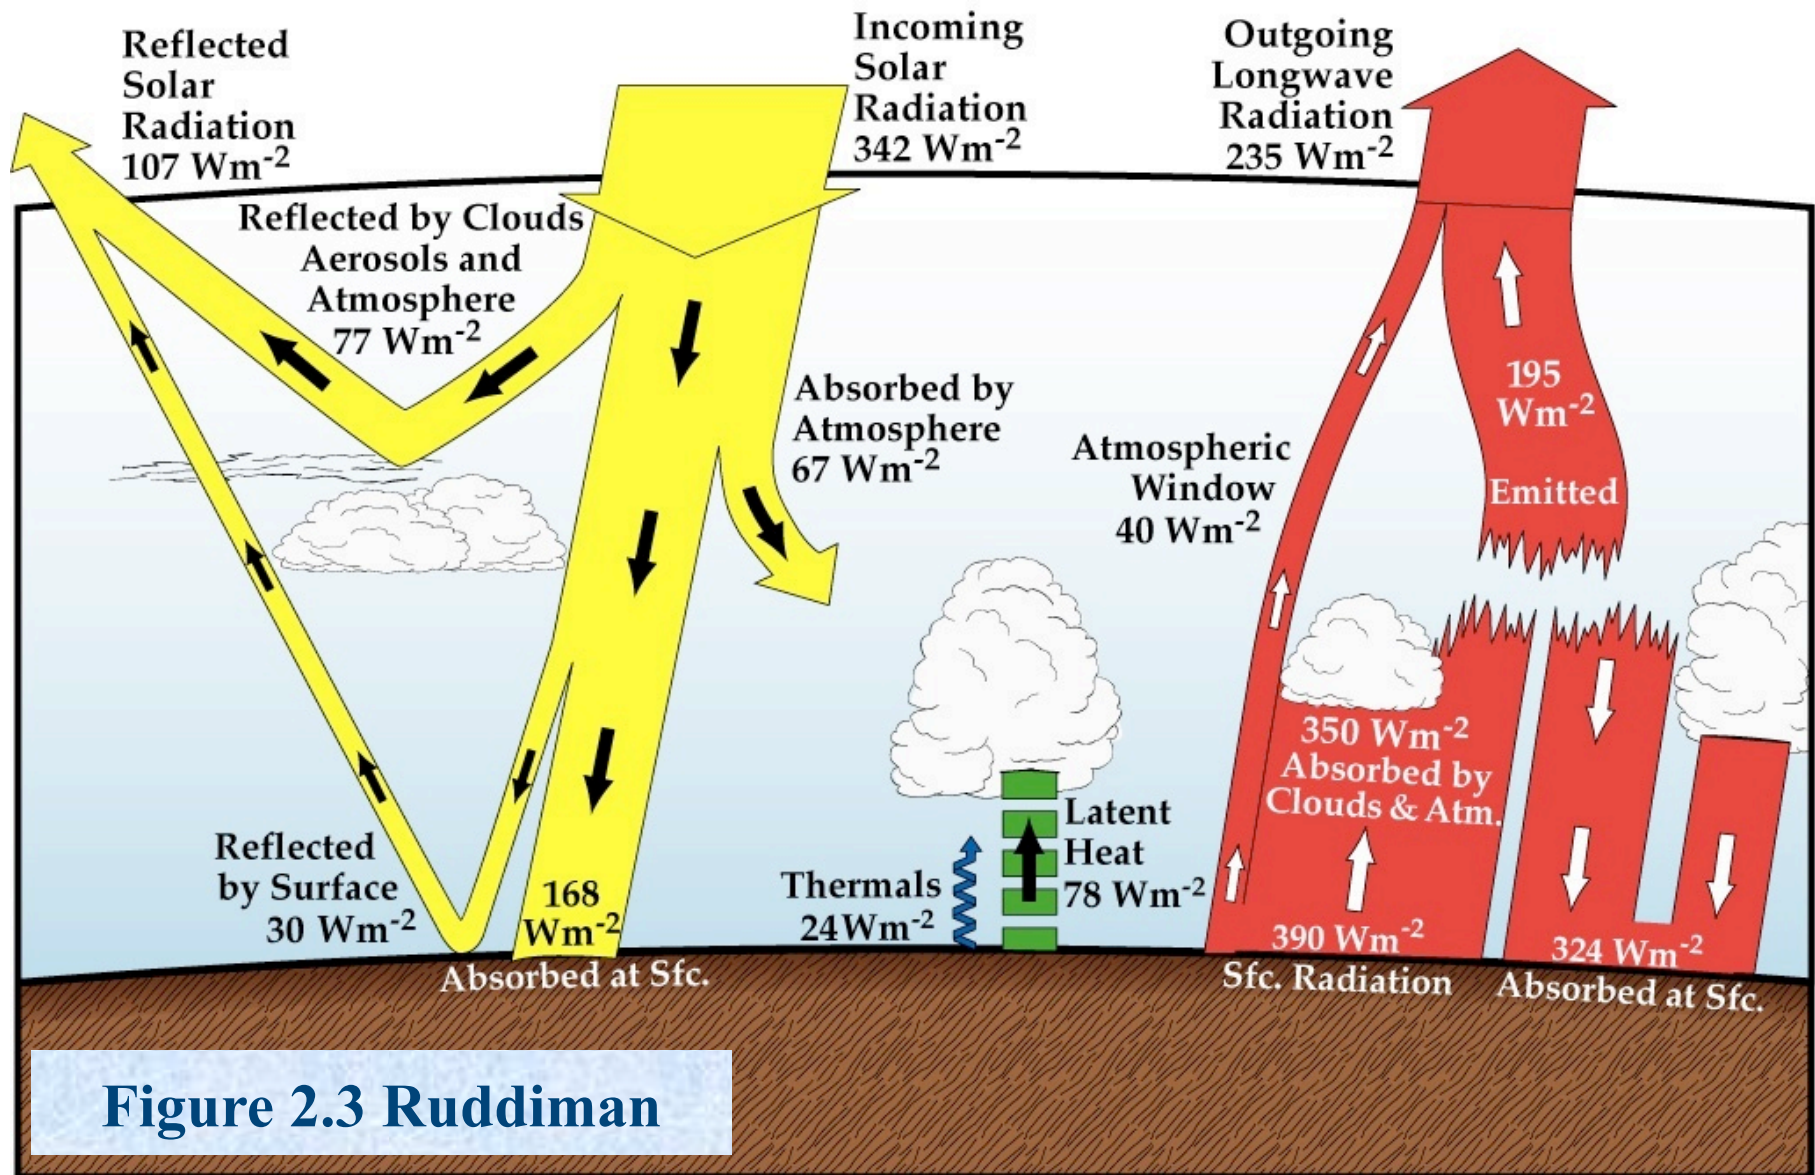 Reflected
Solar
Radiation
107 Wm-2
Incoming
Solar
Radiation
342 Wm-2
Outgoing
Longwave
Radiation
235 Wm-2
Reflected by Clouds
Aerosols and
Atmosphere
77 Wm-2
Absorbed by
Atmosphere
67 Wm-2
Atmospheric
Window
40 Wm-2
195
Wm-2
Emitted
350 Wm-2
Absorbed by
Clouds & Atm.
Latent
Heat
78 Wm-2
Thermals
24Wm-2
Reflected
by Surface
30 Wm-2
168
Wm-2
Absorbed at Sfc.
390 Wm-2
Sfc. Radiation
324 Wm-2
Absorbed at Sfc.
Figure 2.3 Ruddiman